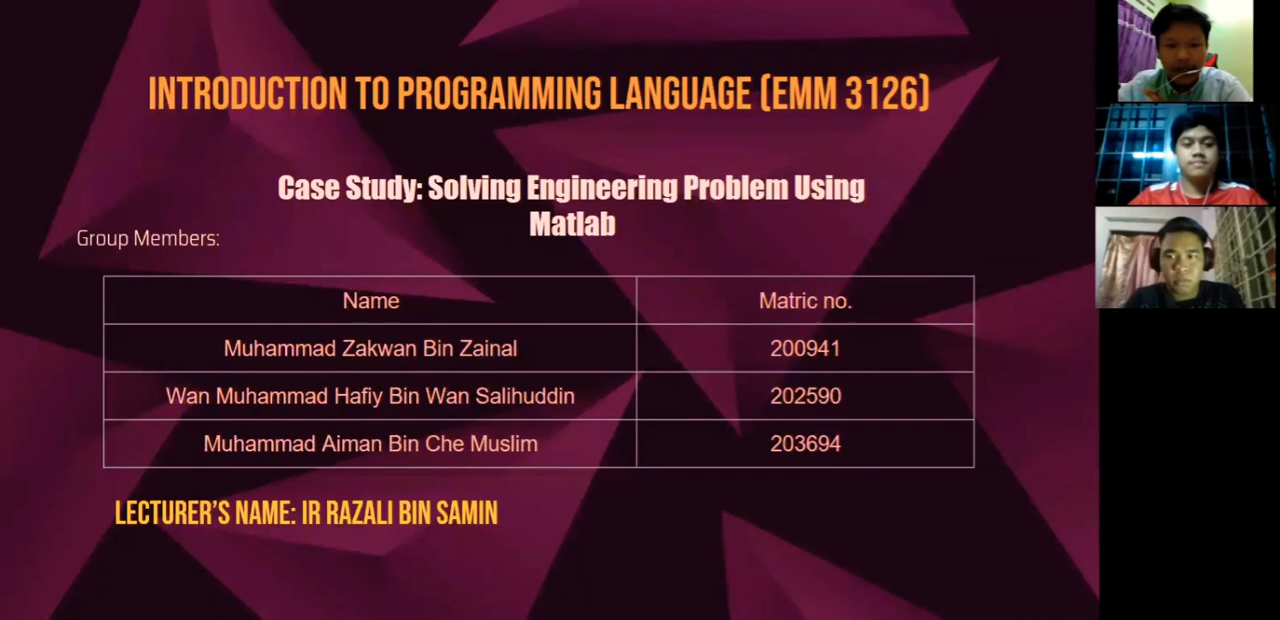 INTRODUCTION TO PROGRAMMING LANGUAGE (EMM 3126)
Case Study: Solving Engineering Problem Using
Matlab
Group Members:
Name Matric no.
Muhammad Zakwan Bin Zainal 200941
Wan Muhammad Hafiy Bin Wan Salihuddin 202590
Muhammad Aiman Bin Che Muslim 203694
LECTURER'S NAME: IR RAZALI BIN SAMIN